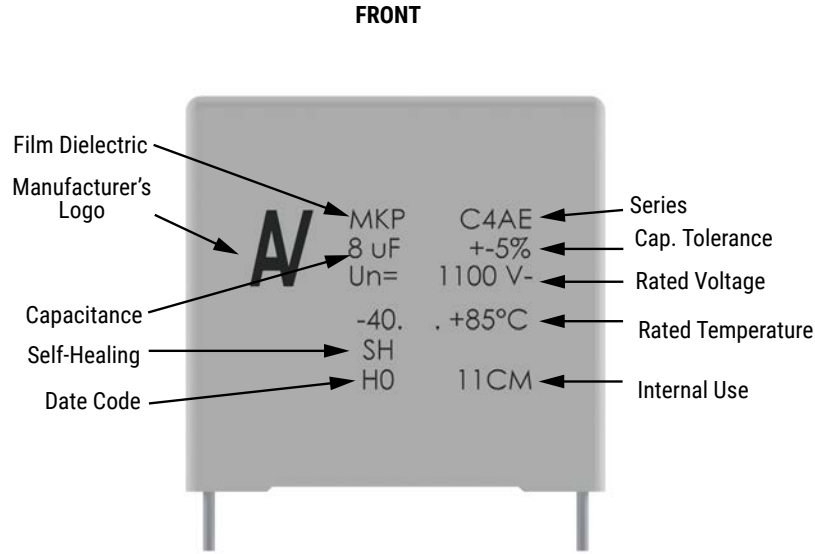 FRONT
Film Dielectric
Manufacturer's
Logo
Capacitance
Self-Healing
Date Code
AV
MKP C4AE
8 uF +-5%
Un= 1100 V-
-40. . +85°C
SH
H0 11CM
Series
Cap. Tolerance
Rated Voltage
Rated Temperature
Internal Use